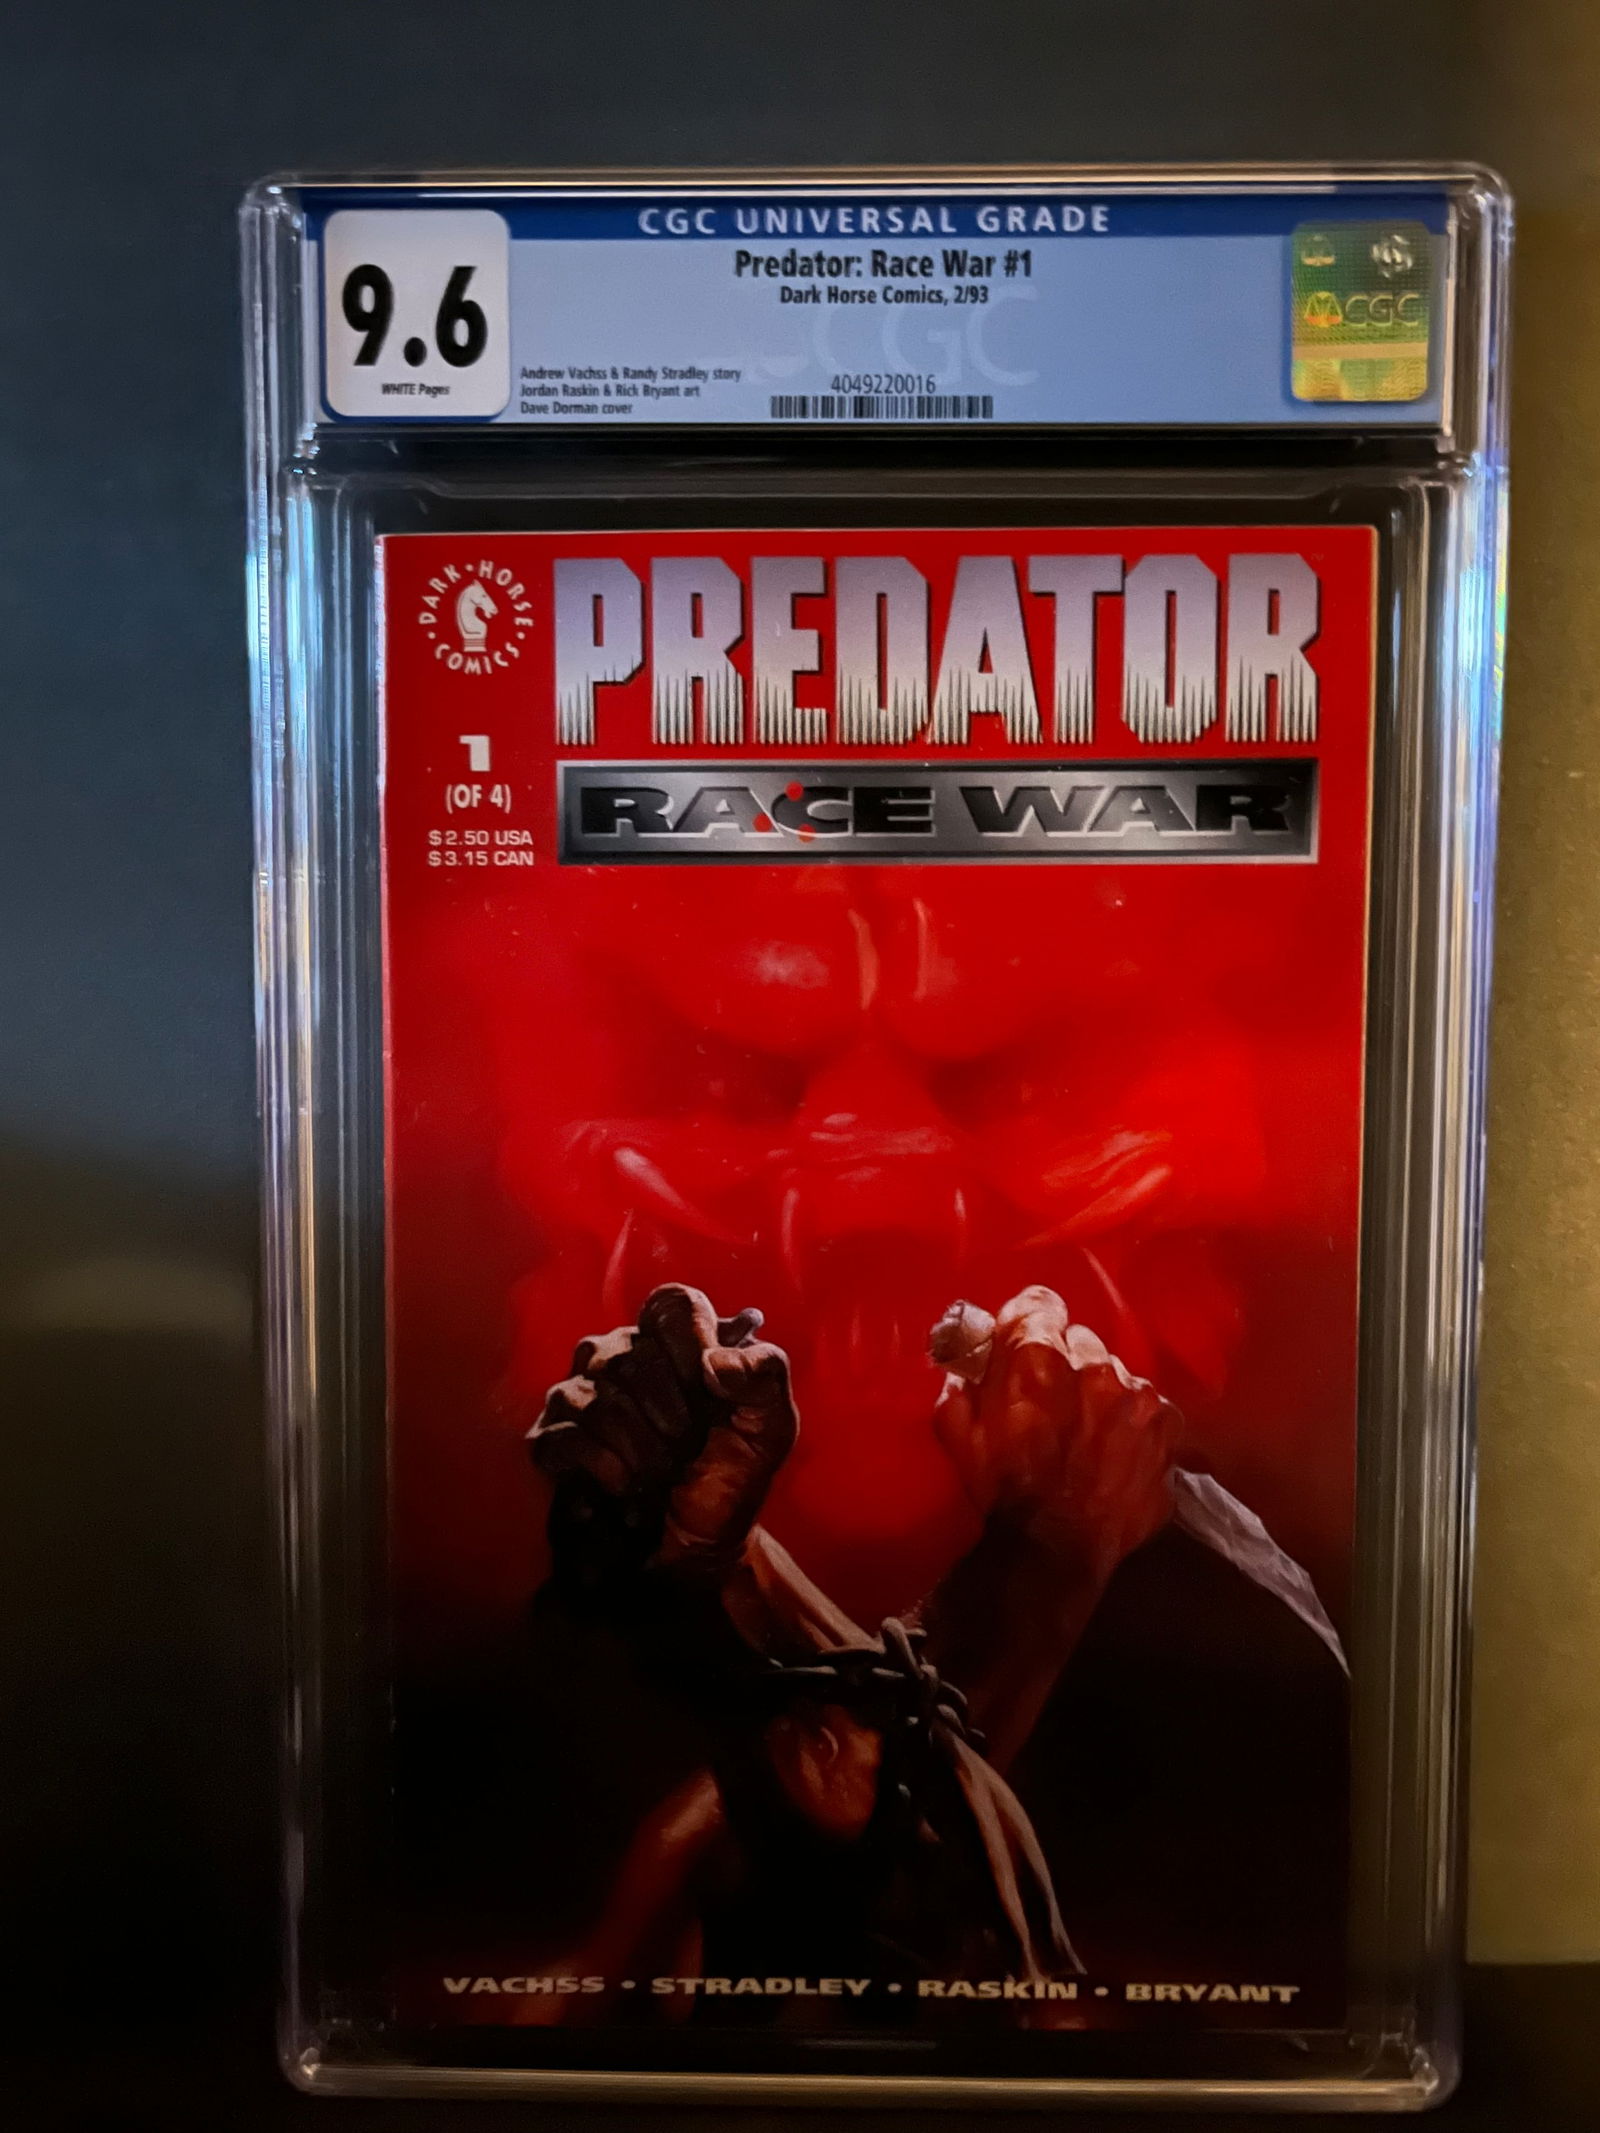 CGC UNIVERSAL GRADE
9.6
WHITE Pages
Predator: Race War #1
Dark Horse Comics, 2/93
Andrew Vachss & Randy Stradley story
Jordan Raskin & Rick Bryant art
Dave Dorman cover
4049220016
CGC
CGC
DARK • HORSE • COMICS •
PREDATOR
RACE WAR
1
(OF 4)
$2.50 USA
$3.15 CAN
VACHSS • STRADLEY • RASKIN • BRYANT